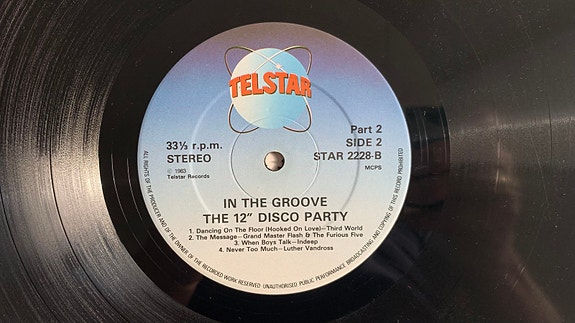 TELSTAR
33⅓ r.p.m.
STEREO
℗ 1983
Telstar Records
Part 2
SIDE 2
STAR 2228-B
MCPS
IN THE GROOVE
THE 12" DISCO PARTY
1. Dancing On The Floor (Hooked On Love)—Third World
2. The Message—Grand Master Flash & The Furious Five
3. When Boys Talk—Indeep
4. Never Too Much—Luther Vandross
ALL RIGHTS OF THE PRODUCER AND OF THE OWNER OF THE RECORDED WORK RESERVED UNAUTHORISED PUBLIC PERFORMANCE BROADCASTING AND COPYING OF THIS RECORD PROHIBITED